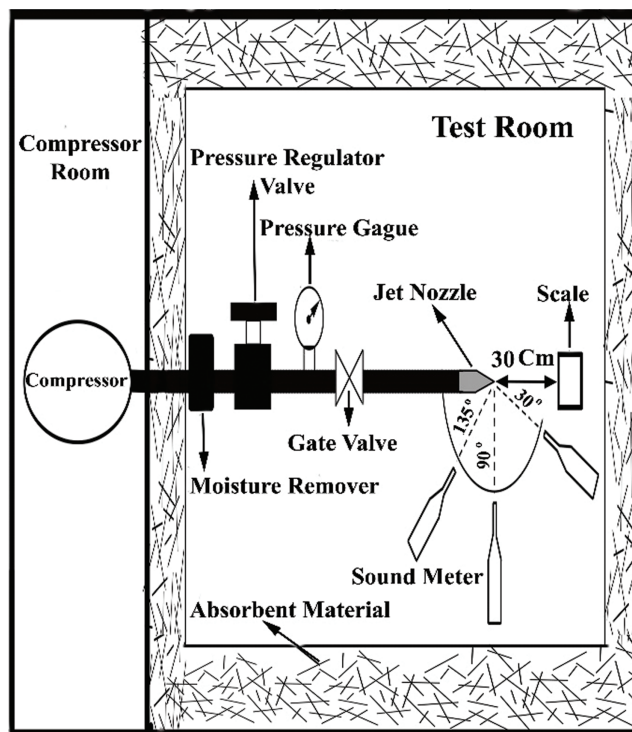 Test Room
Compressor
Room
Pressure Regulator
Valve
Pressure Gague
Jet Nozzle
Scale
30 Cm
Compressor
30°
135°
90°
Gate Valve
Moisture Remover
Sound Meter
Absorbent Material